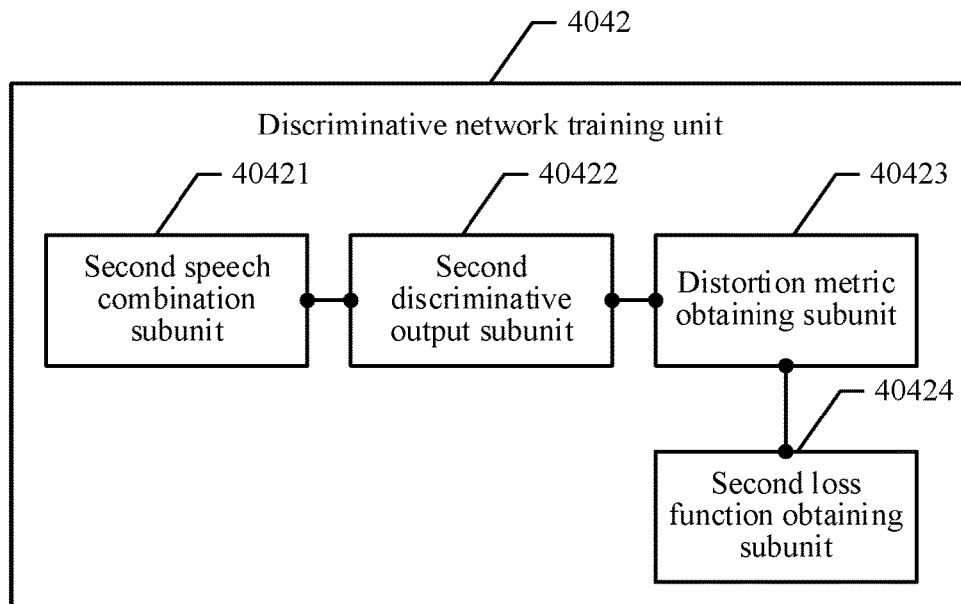 4042
Discriminative network training unit
40421
40422
40423
Second speech
combination
subunit
Second
discriminative
output subunit
Distortion metric
obtaining subunit
40424
Second loss
function obtaining
subunit